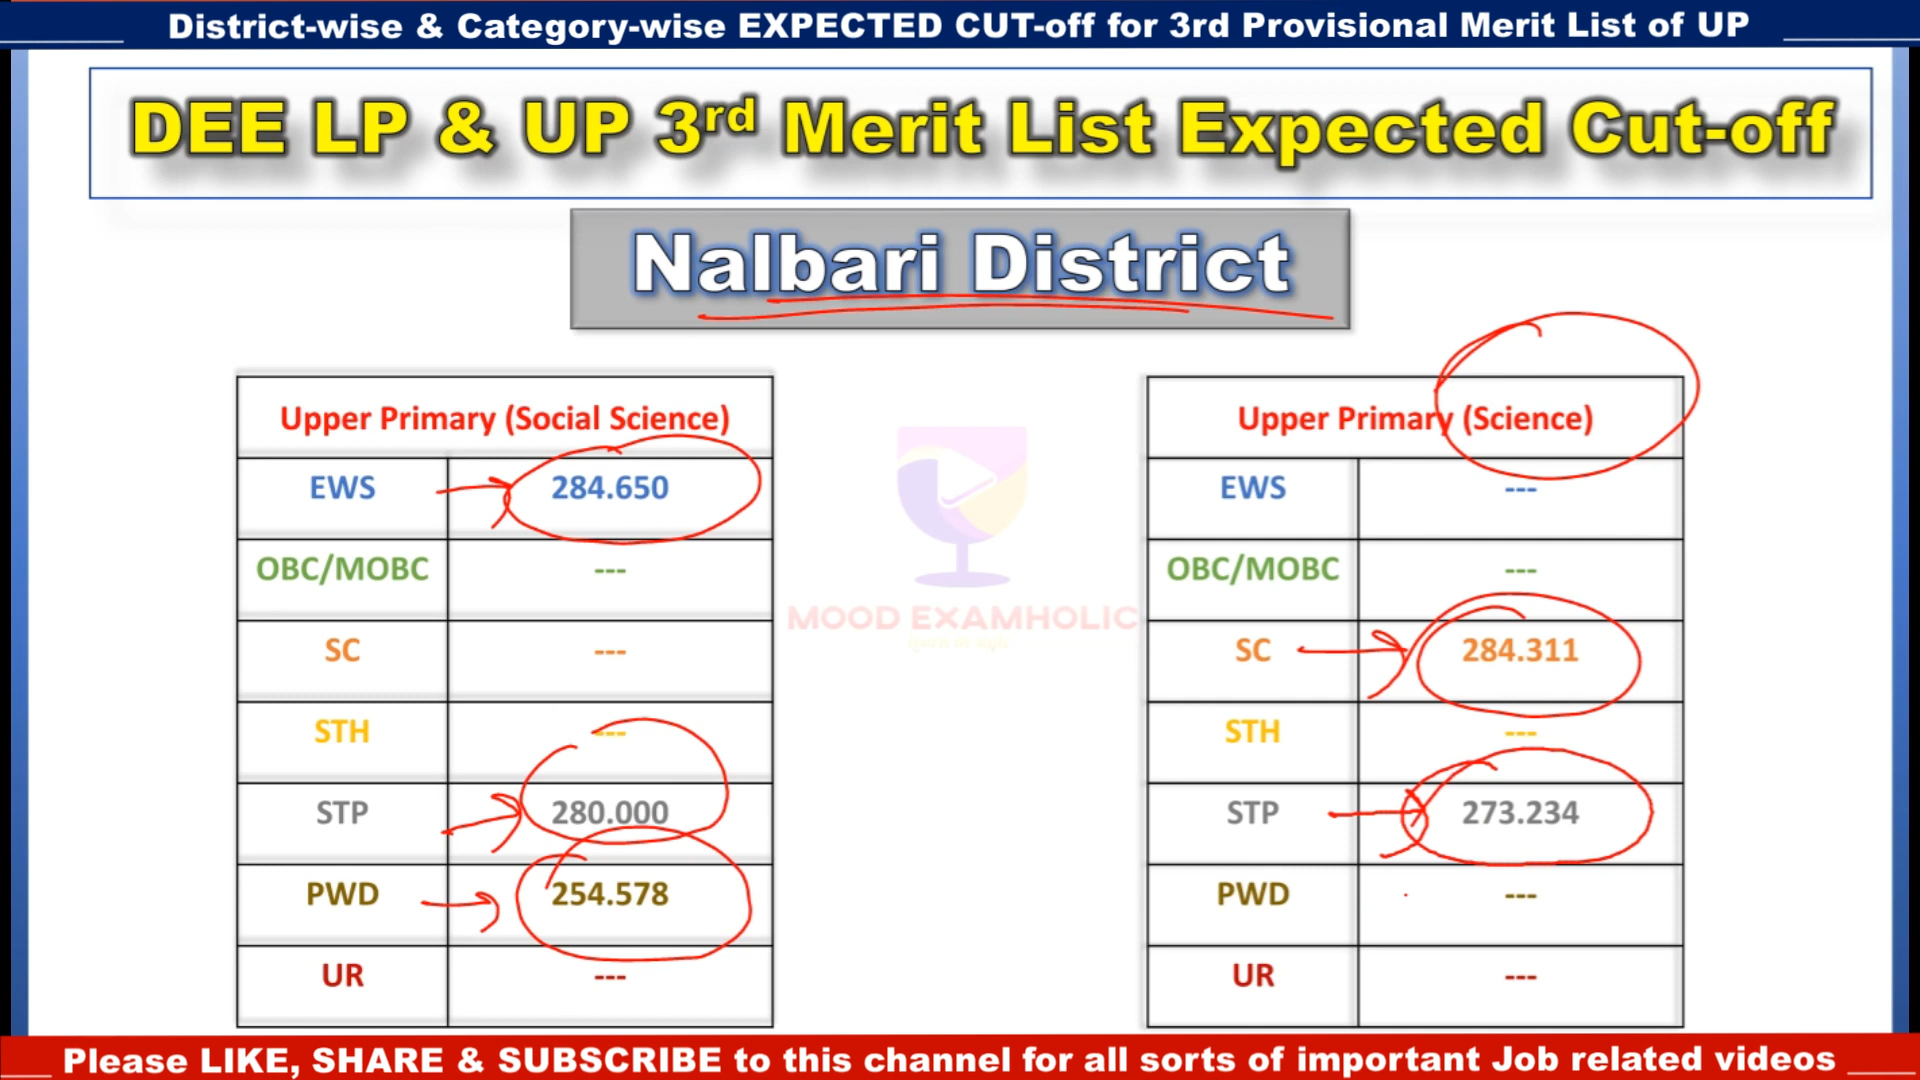 District-wise & Category-wise EXPECTED CUT-off for 3rd Provisional Merit List of UP
DEE LP & UP 3rd Merit List Expected Cut-off
Nalbari District
Upper Primary (Social Science)
EWS 284.650
OBC/MOBC ---
SC ---
STH ---
STP 280.000
PWD 254.578
UR ---
MOOD EXAMHOLIC
Upper Primary (Science)
EWS ---
OBC/MOBC ---
SC 284.311
STH ---
STP 273.234
PWD ---
UR ---
Please LIKE, SHARE & SUBSCRIBE to this channel for all sorts of important Job related videos